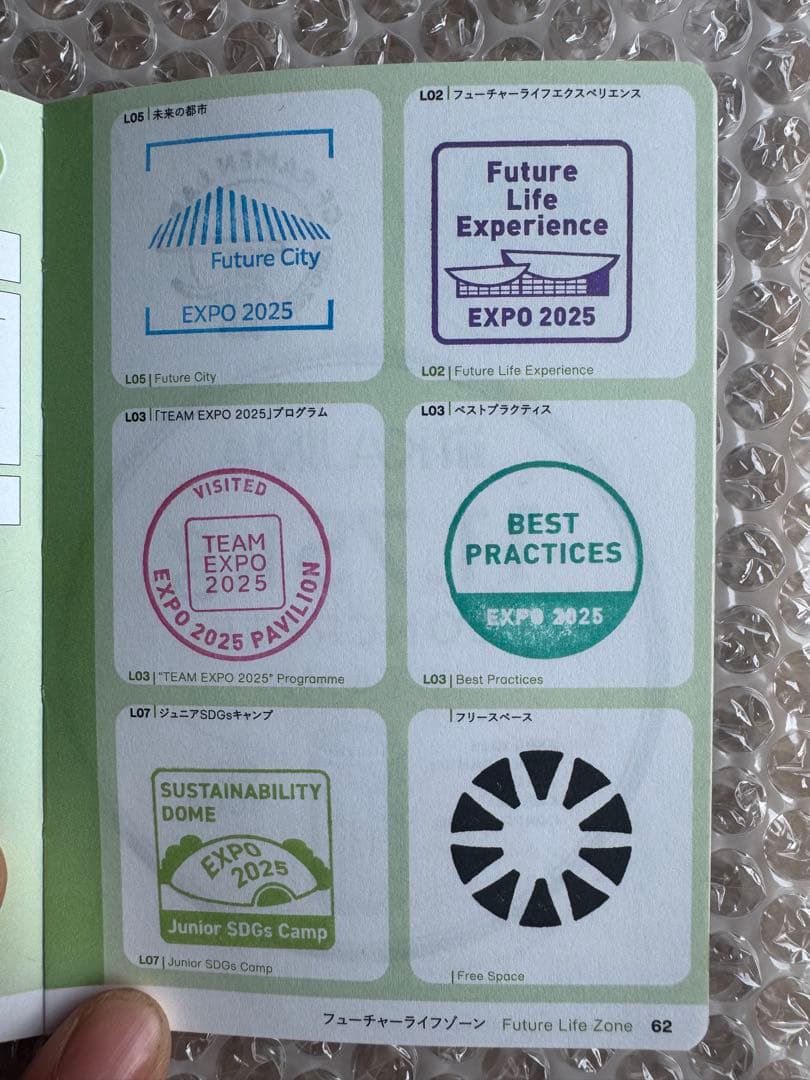 L05 | 未来の都市
Future City
EXPO 2025
L05 | Future City
L02 | フューチャーライフエクスペリエンス
Future
Life
Experience
EXPO 2025
L02 | Future Life Experience
L03 |「TEAM EXPO 2025」プログラム
VISITED
TEAM
EXPO
2025
EXPO 2025 PAVILION
L03 | "TEAM EXPO 2025" Programme
L03 | ベストプラクティス
BEST
PRACTICES
EXPO 2025
L03 | Best Practices
L07 | ジュニアSDGsキャンプ
SUSTAINABILITY
DOME
EXPO
2025
Junior SDGs Camp
L07 | Junior SDGs Camp
| フリースペース
| Free Space
フューチャーライフゾーン Future Life Zone 62